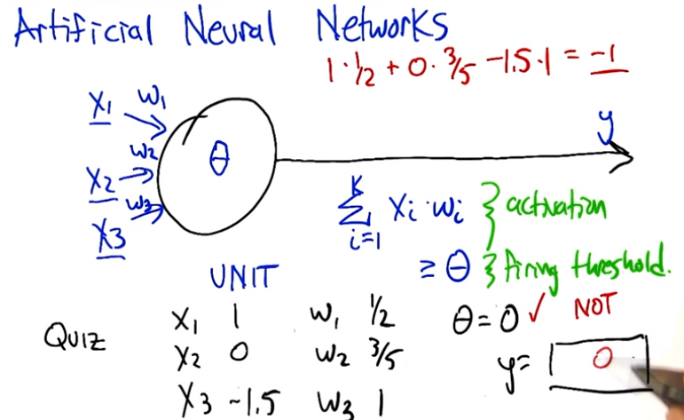 Artificial Neural Networks
1·1/2 + 0·3/5 -1.5·1 = -1
X1 w1
y
w2
θ
X2
w3
X3
K
∑ Xi·wi } activation
i=1
≥ θ } firing threshold.
UNIT
X1 1 w1 1/2 θ=0 ✓ NOT
QUIZ
X2 0 w2 3/5 y= 0
X3 -1.5 w3 1